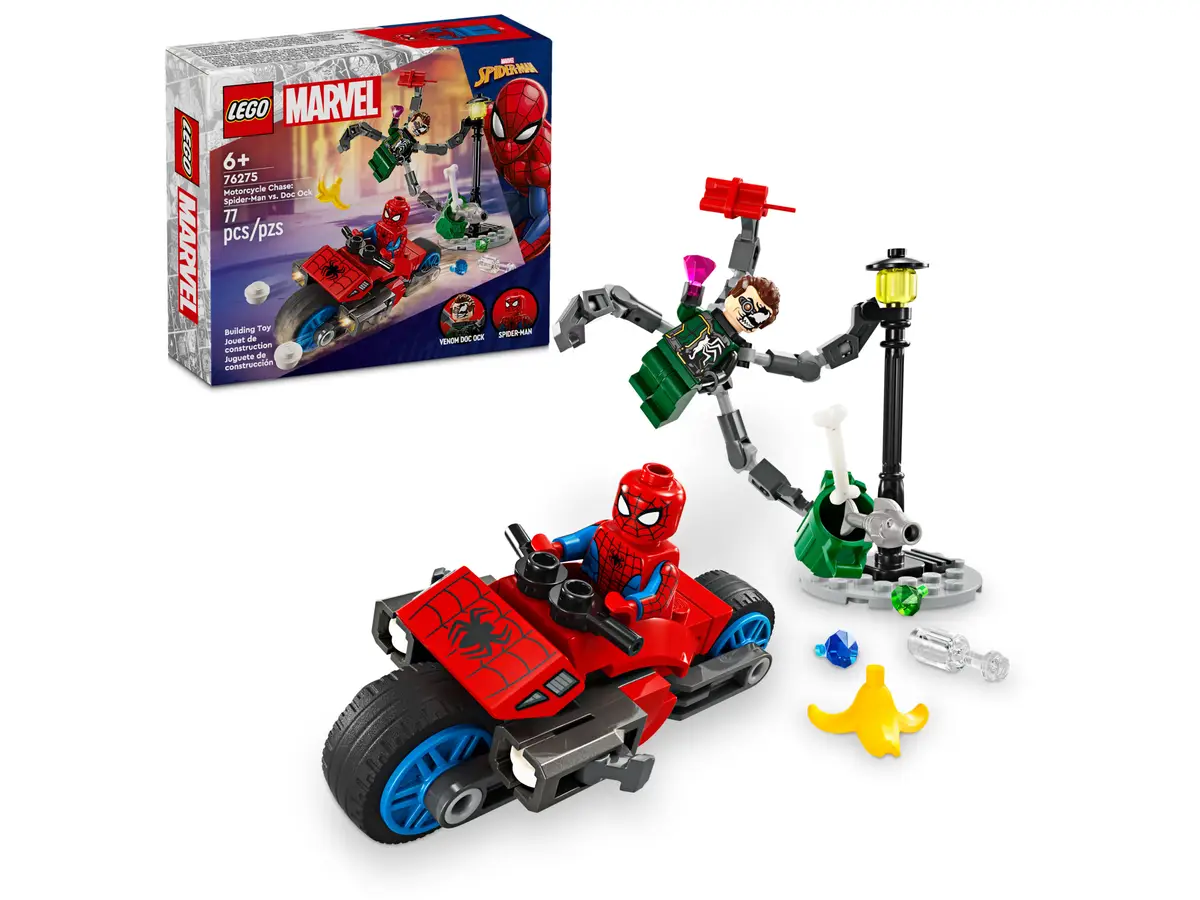 LEGO
MARVEL
MARVEL
SPIDER-MAN
LEGO
MARVEL
6+
76275
Motorcycle Chase:
Spider-Man vs. Doc Ock
77
pcs/pzs
Building Toy
Jouet de
construction
Juguete de
construcción
VENOM DOC OCK
SPIDER-MAN